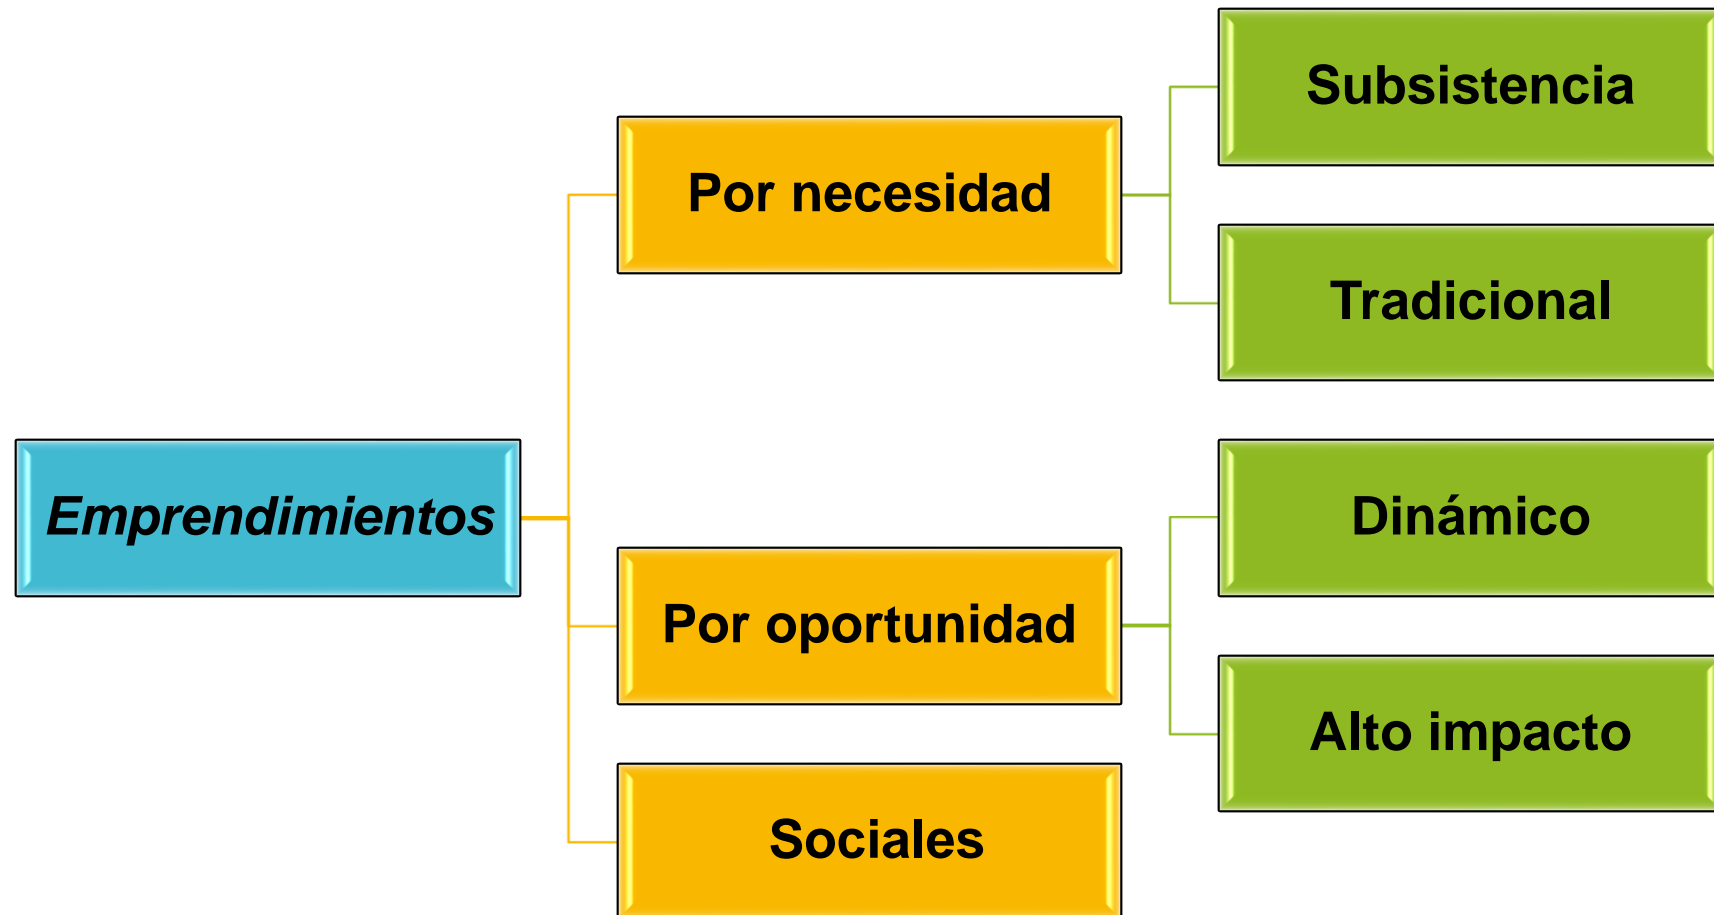 Emprendimientos
Por necesidad
Subsistencia
Tradicional
Por oportunidad
Dinámico
Alto impacto
Sociales